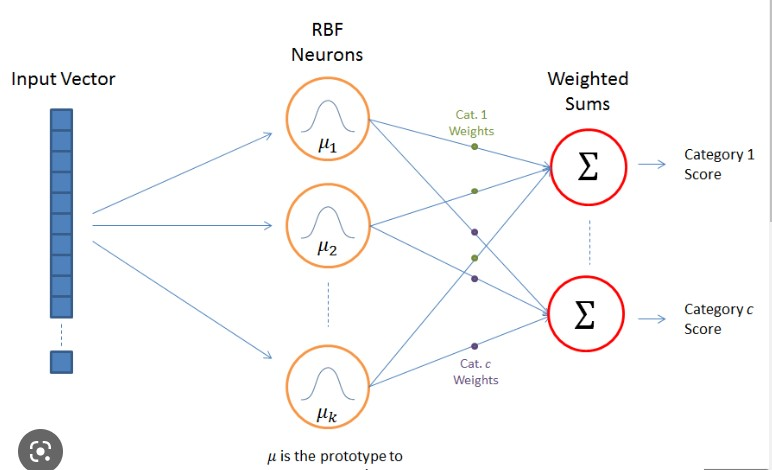 RBF
Neurons
Input Vector
Weighted
Sums
Cat. 1
Weights
μ1
Σ
Category 1
Score
μ2
Σ
Category c
Score
Cat. c
Weights
μk
μ is the prototype to